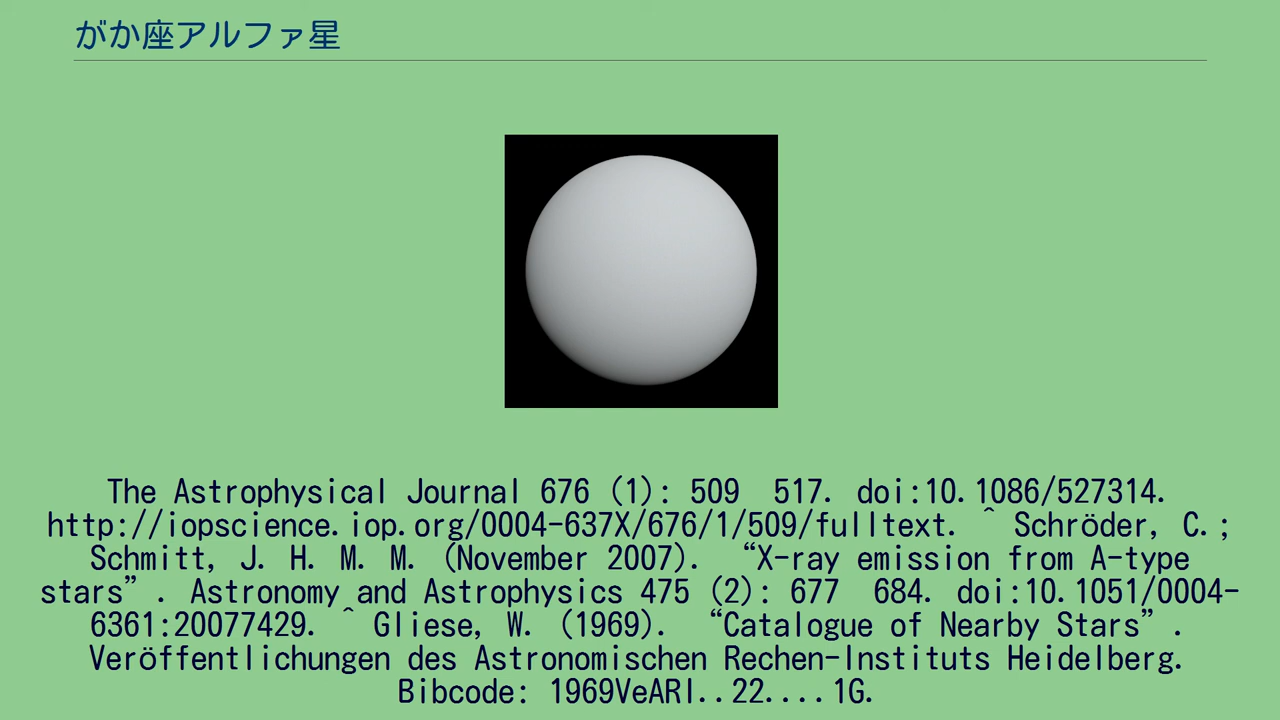 がか座アルファ星
The Astrophysical Journal 676 (1): 509  517. doi:10.1086/527314.
http://iopscience.iop.org/0004-637X/676/1/509/fulltext. ^ Schröder, C.;
Schmitt, J. H. M. M. (November 2007). “X-ray emission from A-type
stars”. Astronomy and Astrophysics 475 (2): 677  684. doi:10.1051/0004-
6361:20077429. ^ Gliese, W. (1969). “Catalogue of Nearby Stars”.
Veröffentlichungen des Astronomischen Rechen-Instituts Heidelberg.
Bibcode: 1969VeARI..22....1G.